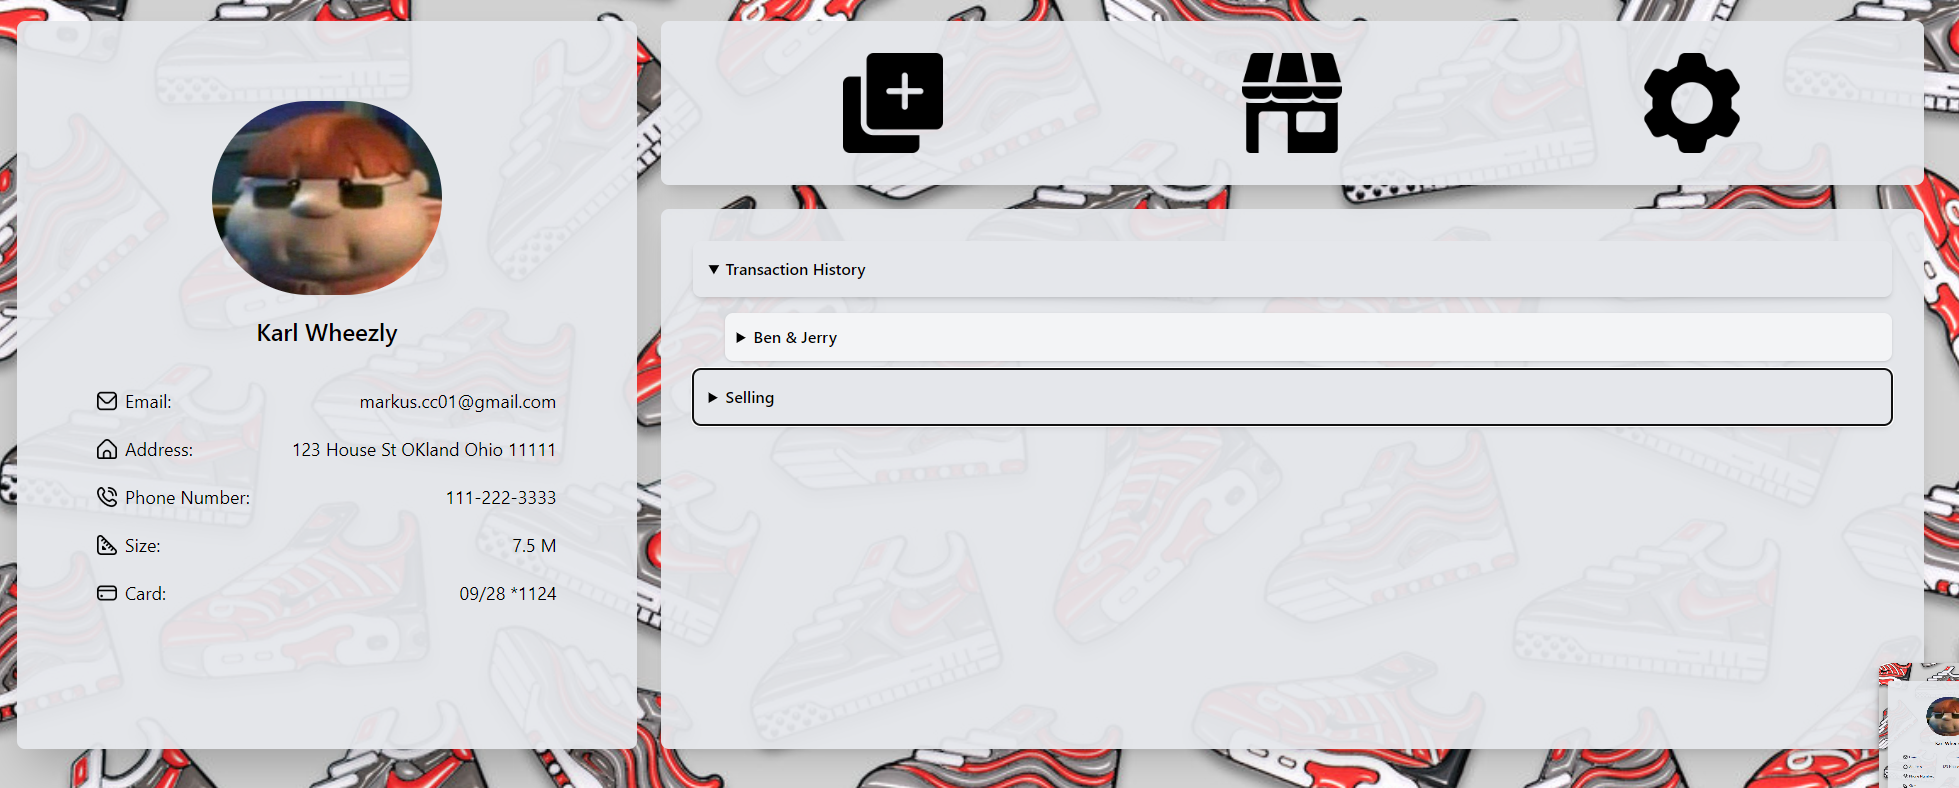 Karl Wheezly
Email: markus.cc01@gmail.com
Address: 123 House St OKland Ohio 11111
Phone Number: 111-222-3333
Size: 7.5 M
Card: 09/28 *1124
Transaction History
Ben & Jerry
Selling